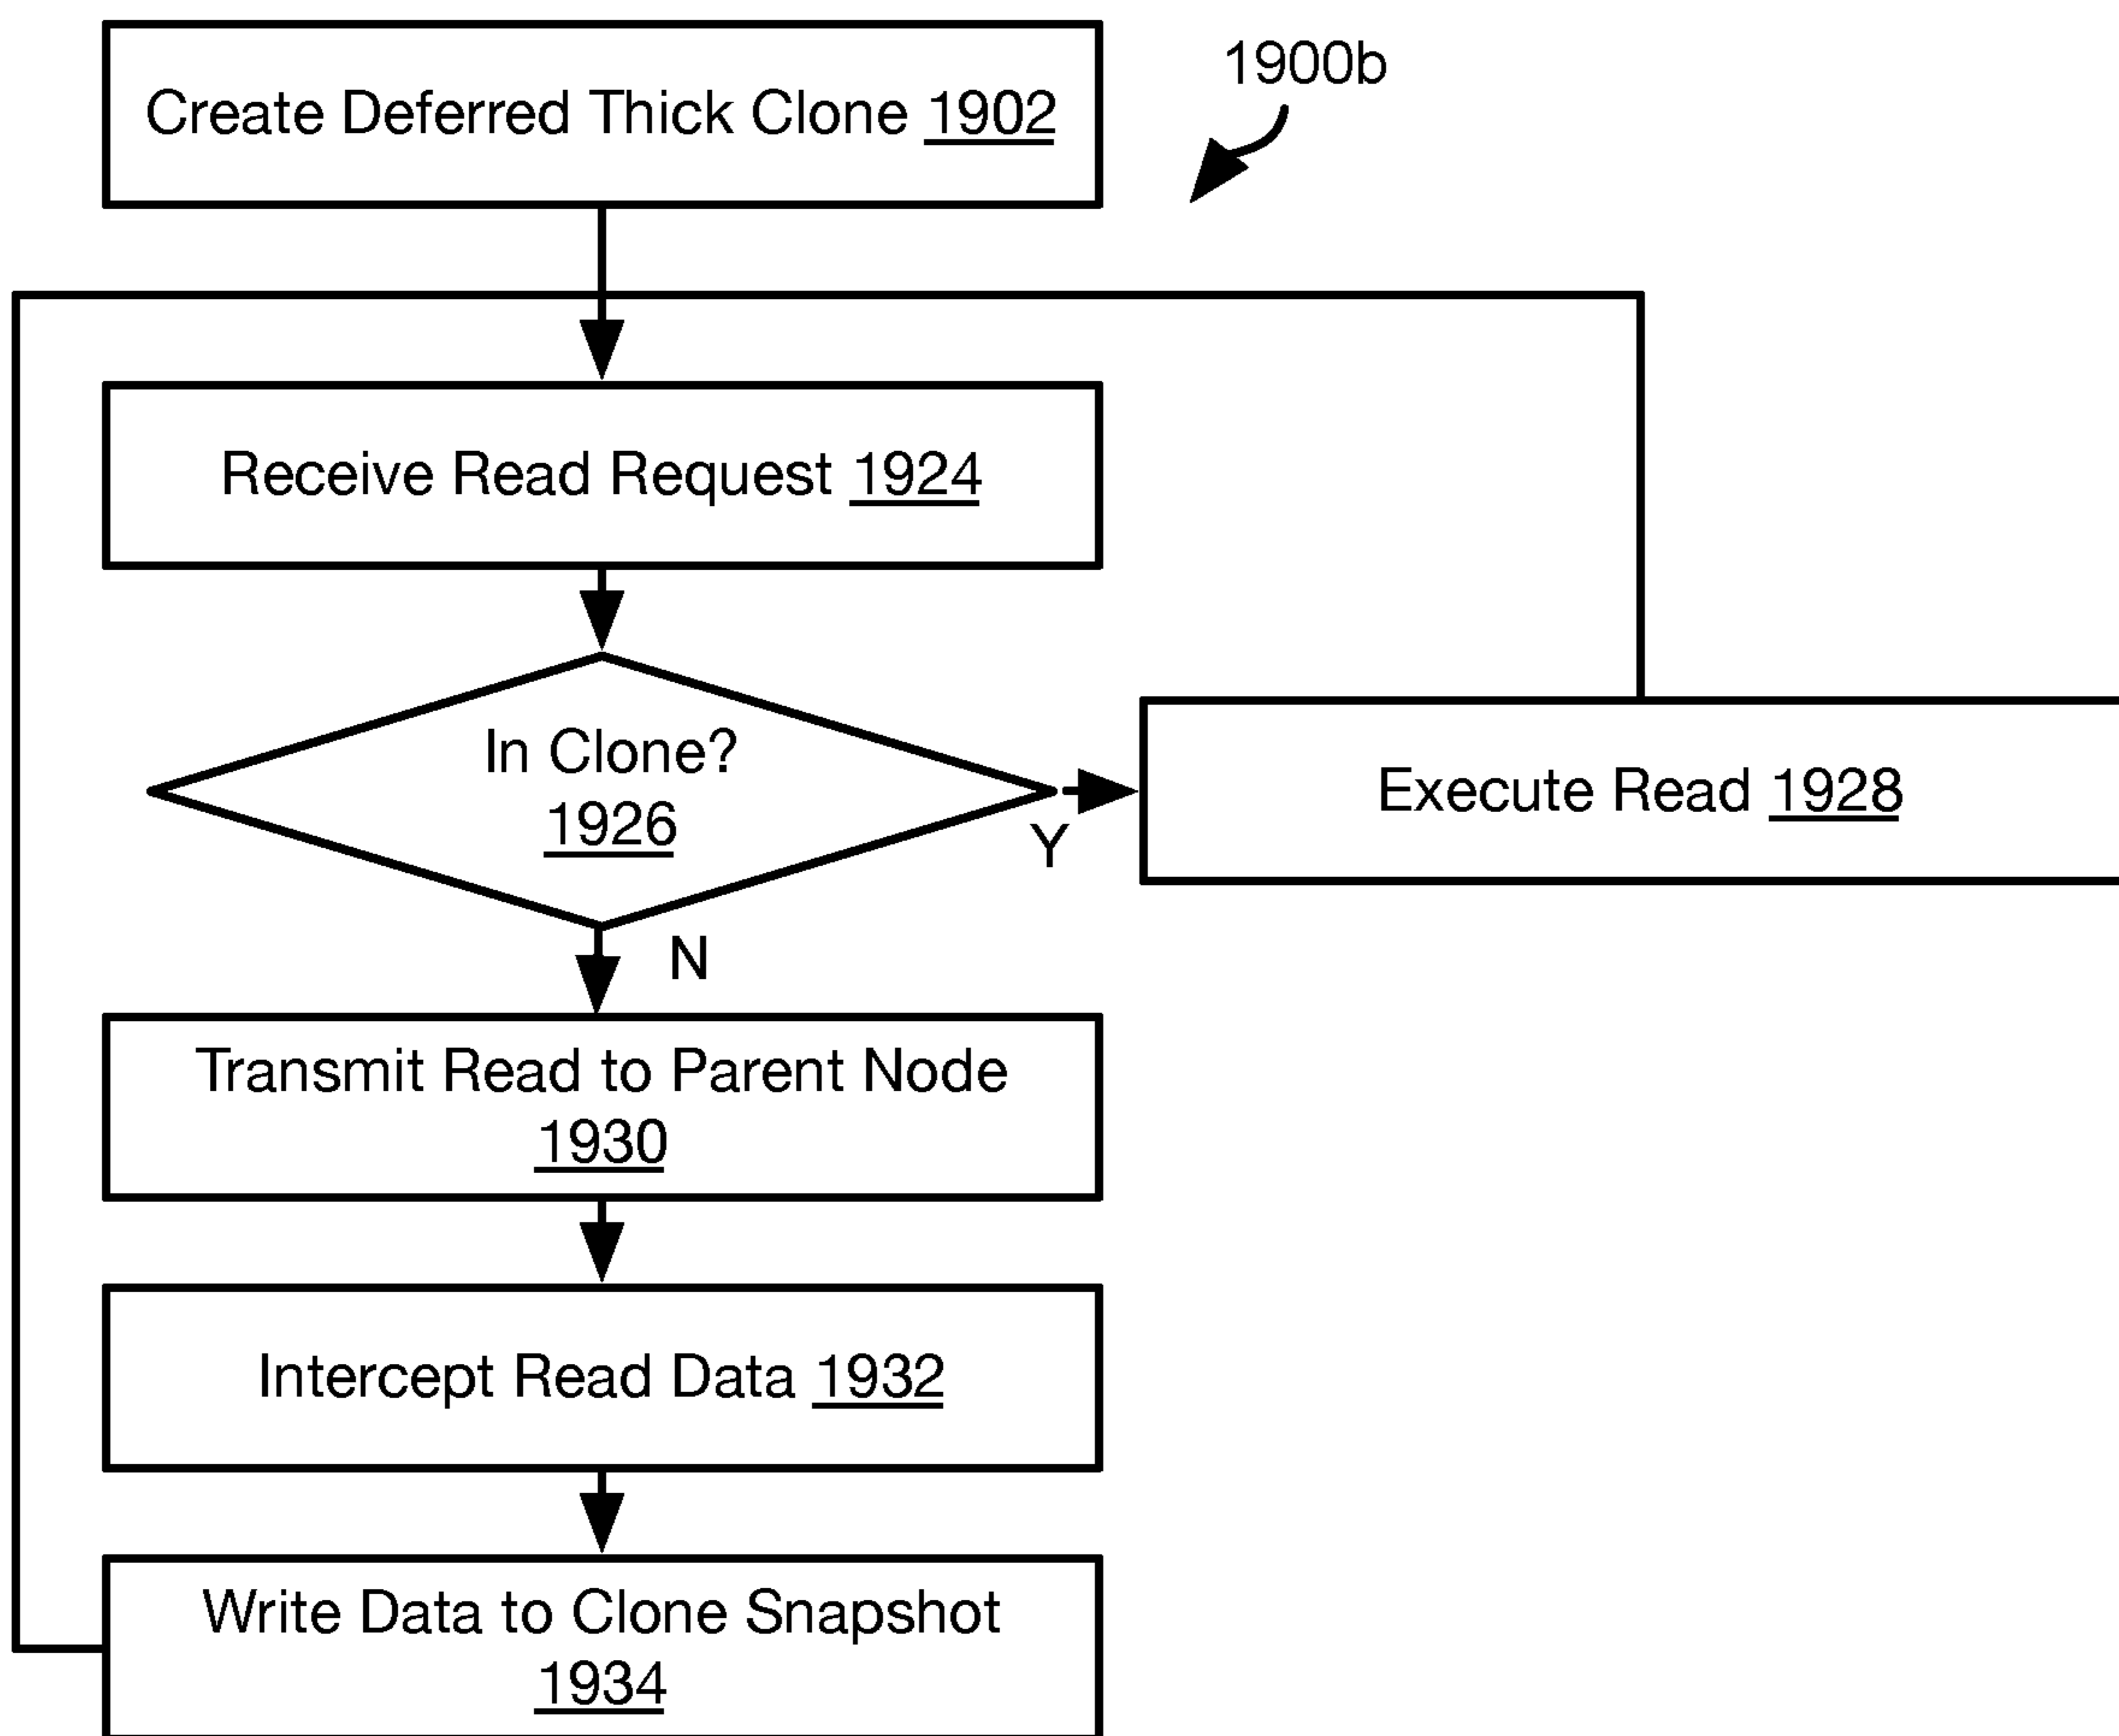 Create Deferred Thick Clone 1902
1900b
Receive Read Request 1924
In Clone?
1926
Y
Execute Read 1928
N
Transmit Read to Parent Node
1930
Intercept Read Data 1932
Write Data to Clone Snapshot
1934